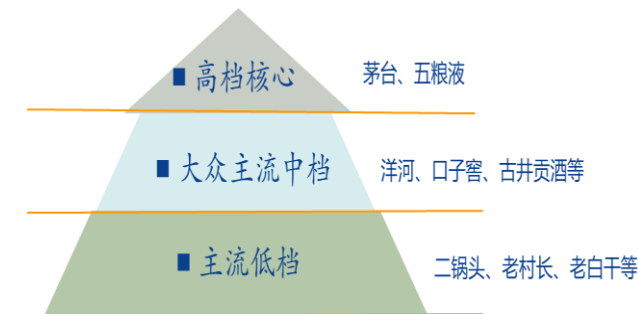 ■ 高档核心 茅台、五粮液
■ 大众主流中档 洋河、口子窖、古井贡酒等
■ 主流低档 二锅头、老村长、老白干等